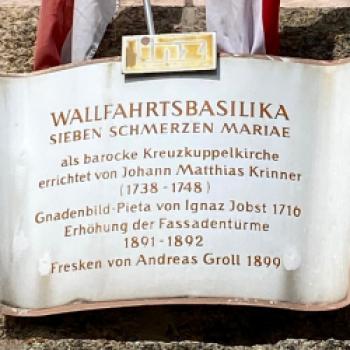 linz
WALLFAHRTSBASILIKA
SIEBEN SCHMERZEN MARIAE
als barocke Kreuzkuppelkirche
errichtet von Johann Matthias Krinner
(1738 - 1748)
Gnadenbild-Pieta von Ignaz Jobst 1716
Erhöhung der Fassadentürme
1891 - 1892
Fresken von Andreas Groll 1899